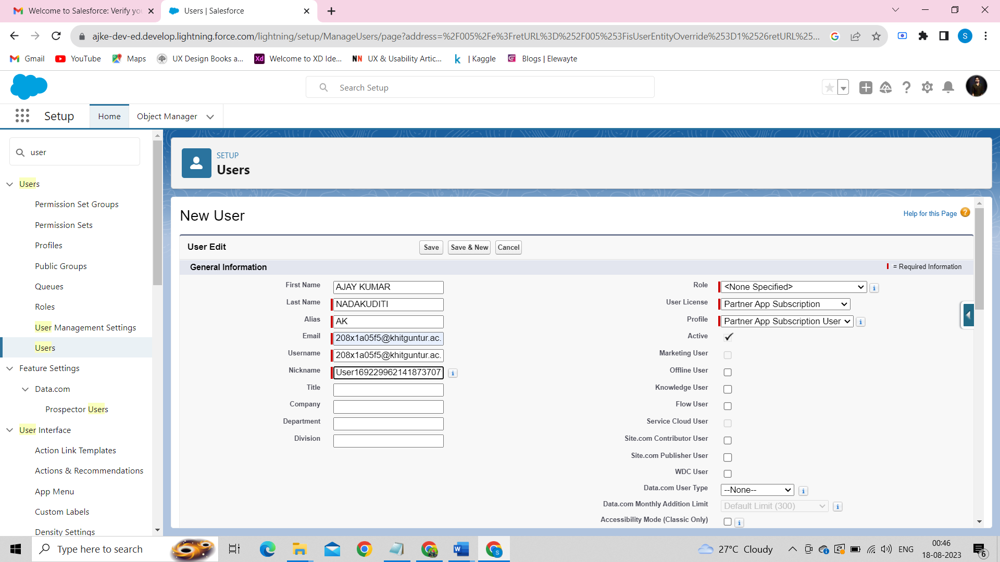 Welcome to Salesforce: Verify yo
Users | Salesforce
ajke-dev-ed.develop.lightning.force.com/lightning/setup/ManageUsers/page?address=%2F005%2Fe%3FretURL%3D%252F005%253FisUserEntityOverride%253D1%2526retURL%25...
S
Gmail
YouTube
Maps
UX Design Books a...
Xd
Welcome to XD Ide...
NN
UX & Usability Artic...
k
| Kaggle
Blogs | Elewayte
Search Setup
Setup
Home
Object Manager
user
Users
Permission Set Groups
Permission Sets
Profiles
Public Groups
Queues
Roles
User Management Settings
Users
Feature Settings
Data.com
Prospector Users
User Interface
Action Link Templates
Actions & Recommendations
App Menu
Custom Labels
Density Settings
SETUP
Users
New User
Help for this Page
User Edit
Save
Save & New
Cancel
General Information
= Required Information
First Name
AJAY KUMAR
Last Name
NADAKUDITI
Alias
AK
Email
208x1a05f5@khitguntur.ac.
Username
208x1a05f5@khitguntur.ac.
Nickname
User169229962141873707
Title
Company
Department
Division
Role
<None Specified>
User License
Partner App Subscription
Profile
Partner App Subscription User
Active
Marketing User
Offline User
Knowledge User
Flow User
Service Cloud User
Site.com Contributor User
Site.com Publisher User
WDC User
Data.com User Type
--None--
Data.com Monthly Addition Limit
Default Limit (300)
Accessibility Mode (Classic Only)
Type here to search
27°C Cloudy
ENG
00:46
18-08-2023
6